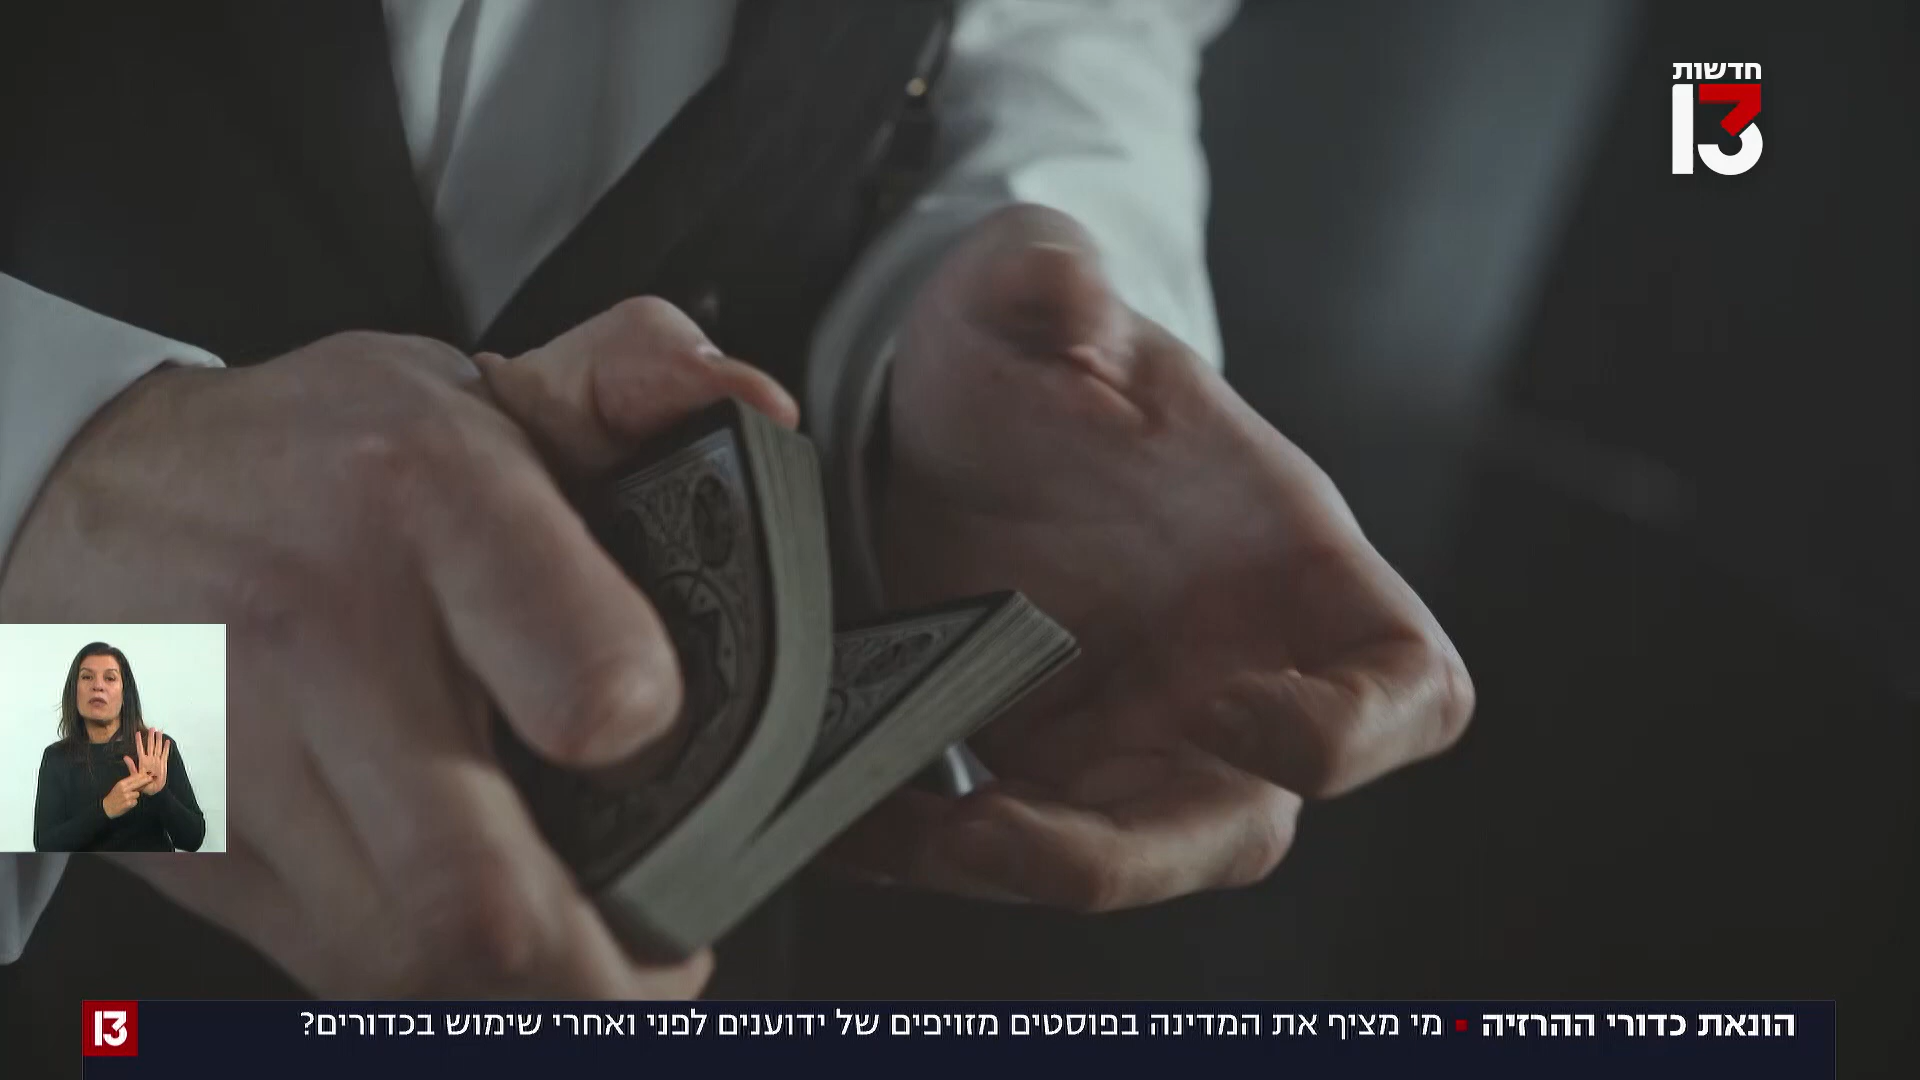 חדשות
13
הונאת כדורי ההרזיה ▪ מי מציף את המדינה בפוסטים מזויפים של ידוענים לפני ואחרי שימוש בכדורים?
13